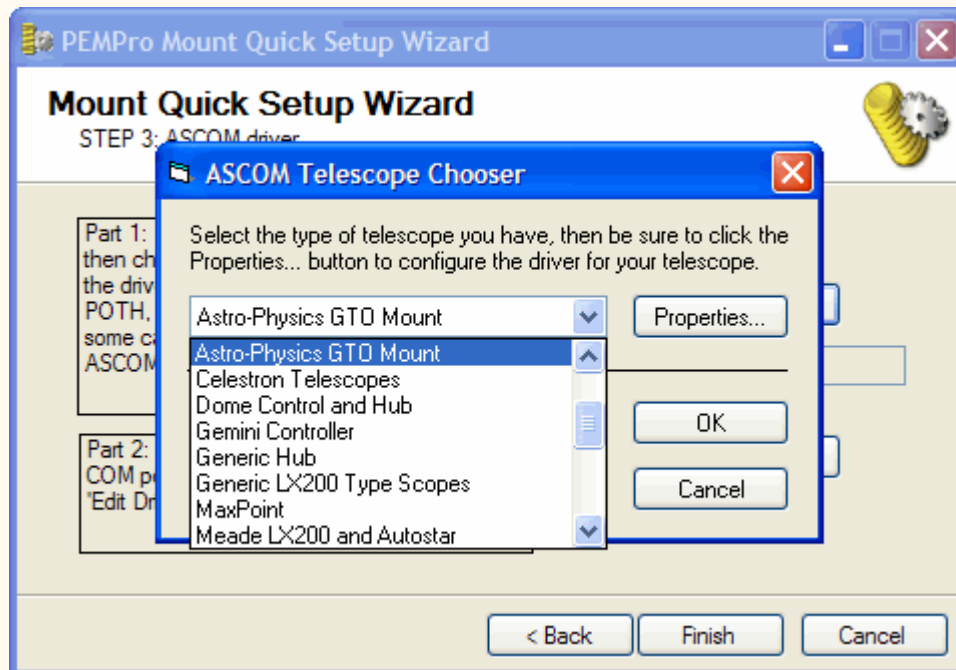 PEMPro Mount Quick Setup Wizard
Mount Quick Setup Wizard
STEP 3: ASCOM driver
ASCOM Telescope Chooser
Part 1:
then
the
POTH,
some
ASCOM
Select the type of telescope you have, then be sure to click the
Properties... button to configure the driver for your telescope.
Astro-Physics GTO Mount
Properties...
Astro-Physics GTO Mount
Celestron Telescopes
Dome Control and Hub
Gemini Controller
Generic Hub
Generic LX200 Type Scopes
MaxPoint
Meade LX200 and Autostar
OK
Cancel
Part 2:
COM
"Edit
< Back
Finish
Cancel